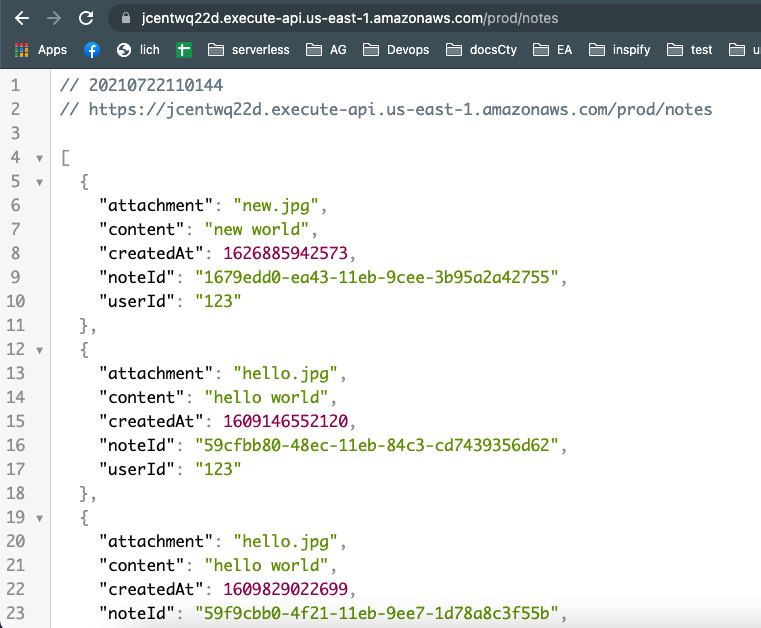 jcentwq22d.execute-api.us-east-1.amazonaws.com/prod/notes
Apps lich serverless AG Devops docsCty EA inspify test
1 // 20210722110144
2 // https://jcentwq22d.execute-api.us-east-1.amazonaws.com/prod/notes
3
4 [
5 {
6 "attachment": "new.jpg",
7 "content": "new world",
8 "createdAt": 1626885942573,
9 "noteId": "1679edd0-ea43-11eb-9cee-3b95a2a42755",
10 "userId": "123"
11 },
12 {
13 "attachment": "hello.jpg",
14 "content": "hello world",
15 "createdAt": 1609146552120,
16 "noteId": "59cfbb80-48ec-11eb-84c3-cd7439356d62",
17 "userId": "123"
18 },
19 {
20 "attachment": "hello.jpg",
21 "content": "hello world",
22 "createdAt": 1609829022699,
23 "noteId": "59f9cbb0-4f21-11eb-9ee7-1d78a8c3f55b",